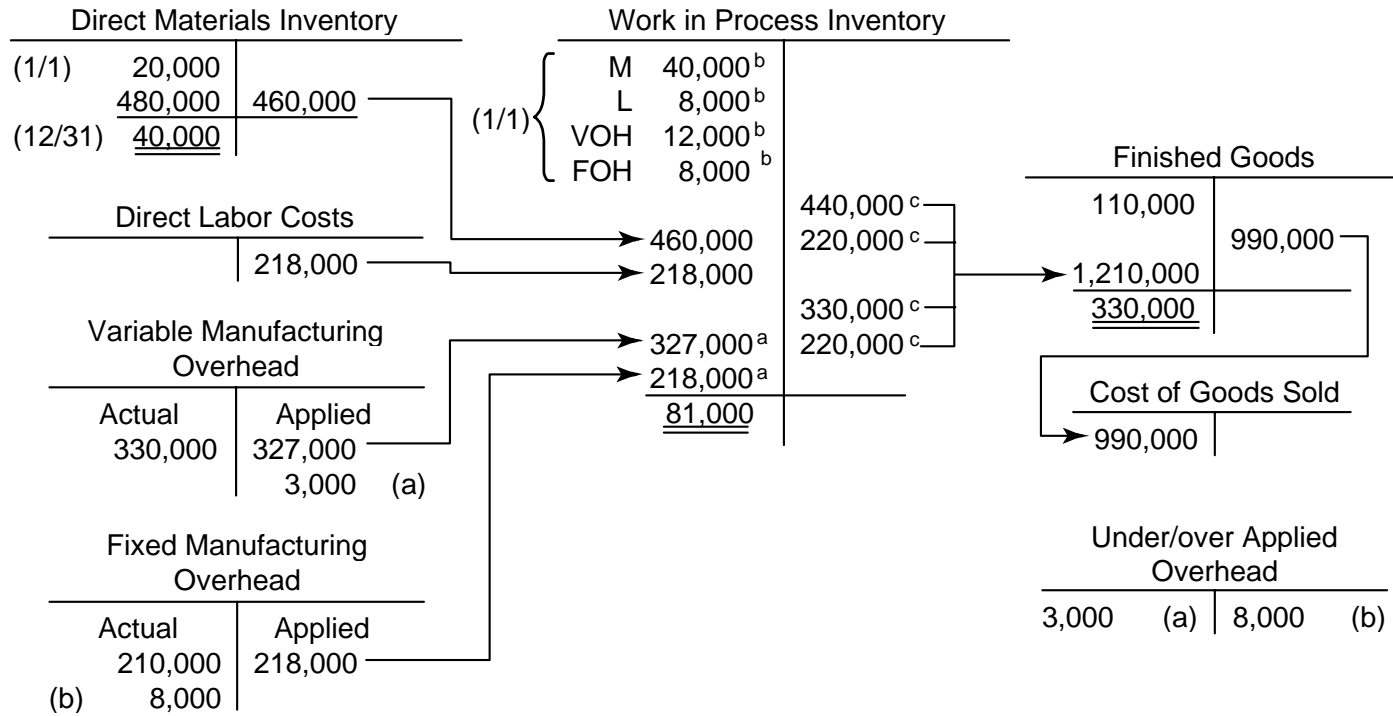 Direct Materials Inventory
(1/1) 20,000
480,000 460,000
(12/31) 40,000
Direct Labor Costs
218,000
Variable Manufacturing
Overhead
Actual Applied
330,000 327,000
3,000 (a)
Fixed Manufacturing
Overhead
Actual Applied
210,000 218,000
(b) 8,000
Work in Process Inventory
(1/1)
M 40,000 b
L 8,000 b
VOH 12,000 b
FOH 8,000 b
440,000 c
460,000 220,000 c
218,000
330,000 c
327,000 a 220,000 c
218,000 a
81,000
Finished Goods
110,000
990,000
1,210,000
330,000
Cost of Goods Sold
990,000
Under/over Applied
Overhead
3,000 (a) 8,000 (b)